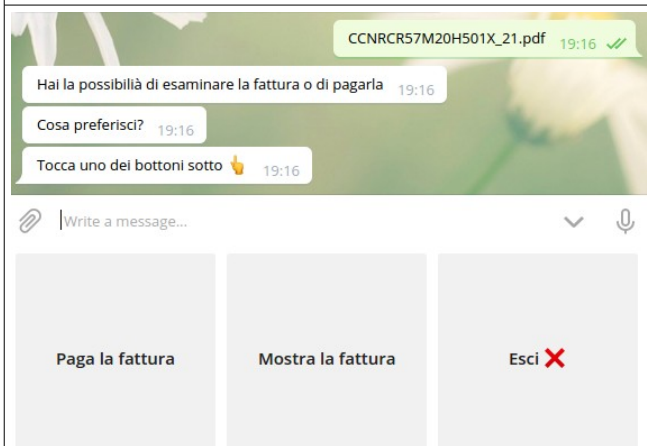 CCNRCR57M20H501X_21.pdf 19:16
Hai la possibilià di esaminare la fattura o di pagarla 19:16
Cosa preferisci? 19:16
Tocca uno dei bottoni sotto 👆 19:16
Write a message...
Paga la fattura
Mostra la fattura
Esci ❌